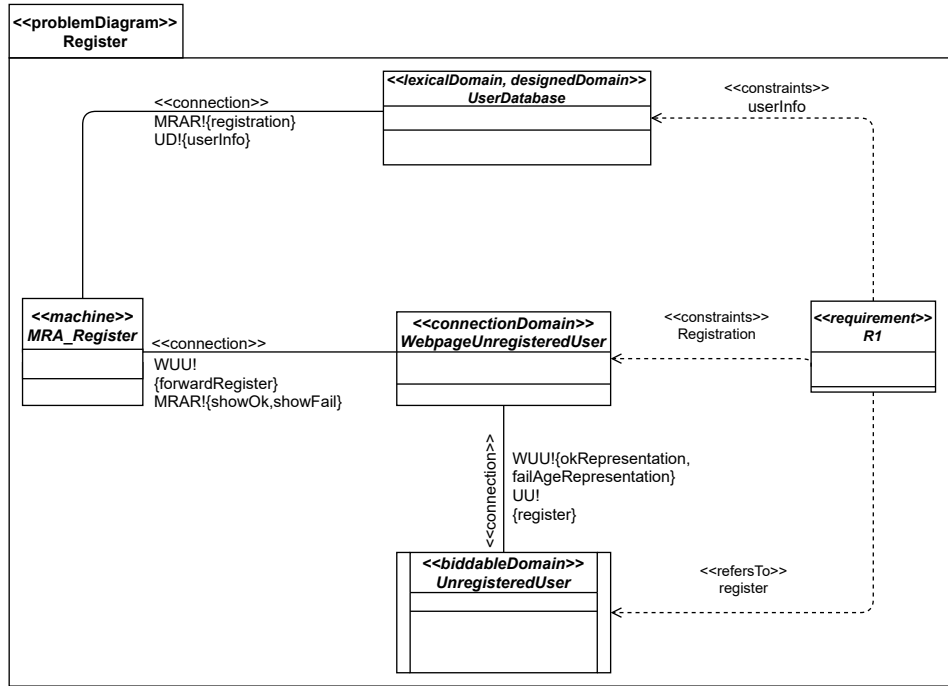 <<problemDiagram>>
Register
<<lexicalDomain, designedDomain>>
UserDatabase
<<connection>>
MRAR!{registration}
UD!{userInfo}
<<constraints>>
userInfo
<<machine>>
MRA_Register
<<connection>>
WUU!
{forwardRegister}
MRAR!{showOk,showFail}
<<connectionDomain>>
WebpageUnregisteredUser
<<constraints>>
Registration
<<requirement>>
R1
<<connection>>
WUU!{okRepresentation,
failAgeRepresentation}
UU!
{register}
<<biddableDomain>>
UnregisteredUser
<<refersTo>>
register